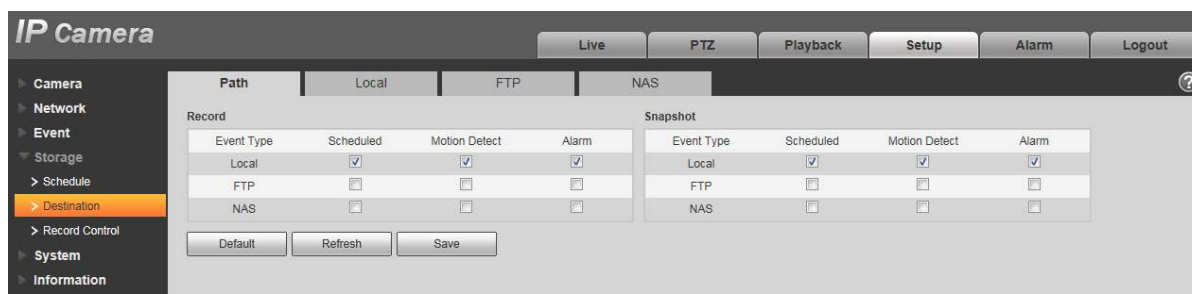 IP Camera
Live PTZ Playback Setup Alarm Logout
Camera
Network
Event
Storage
> Schedule
> Destination
> Record Control
System
Information
Path Local FTP NAS
?
Record
Event Type Scheduled Motion Detect Alarm
Local
FTP
NAS
Snapshot
Event Type Scheduled Motion Detect Alarm
Local
FTP
NAS
Default Refresh Save